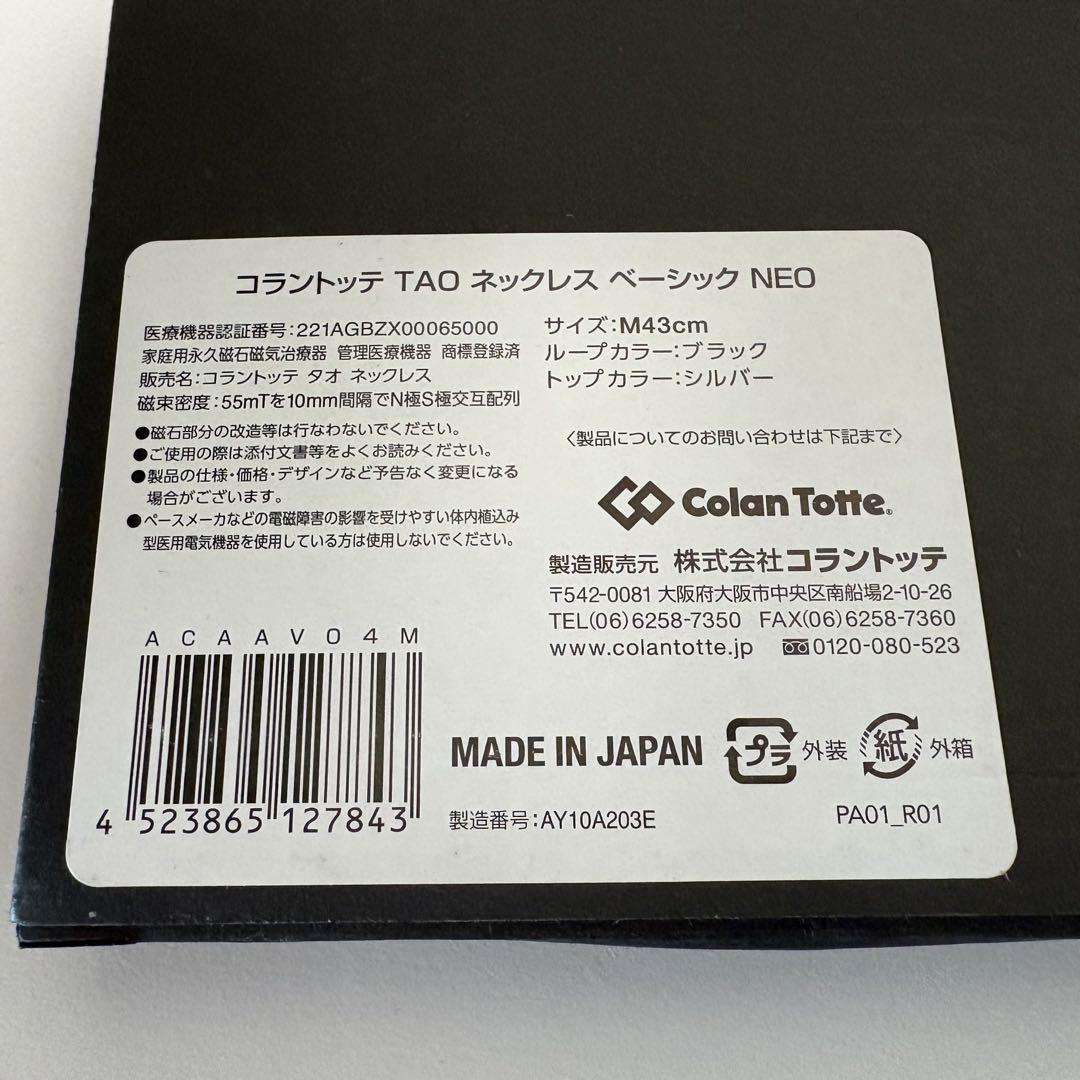 コラントッテ TAO ネックレス ベーシック NEO
医療機器認証番号:221AGBZX00065000
家庭用永久磁石磁気治療器 管理医療機器 商標登録済
販売名:コラントッテ タオ ネックレス
磁束密度:55mTを10mm間隔でN極S極交互配列
●磁石部分の改造等は行なわないでください。
●ご使用の際は添付文書等をよくお読みください。
●製品の仕様・価格・デザインなど予告なく変更になる
場合がございます。
●ペースメーカなどの電磁障害の影響を受けやすい体内植込み
型医用電気機器を使用している方は使用しないでください。
サイズ:M43cm
ループカラー:ブラック
トップカラー:シルバー
〈製品についてのお問い合わせは下記まで〉
Colan Totte®
製造販売元 株式会社コラントッテ
〒542-0081 大阪府大阪市中央区南船場2-10-26
TEL(06)6258-7350 FAX(06)6258-7360
www.colantotte.jp 0120-080-523
ACAAV04M
4 523865 127843
MADE IN JAPAN
プラ 外装 紙 外箱
製造番号:AY10A203E
PA01_R01